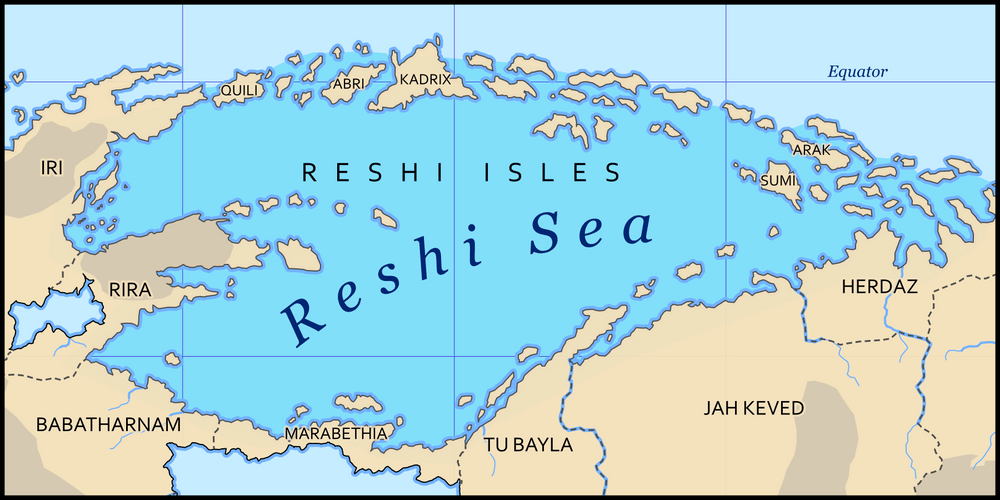 Equator
QUILI
ABRI
KADRIX
IRI
RESHI ISLES
ARAK
SUMI
Reshi Sea
RIRA
HERDAZ
BABATHARNAM
MARABETHIA
TU BAYLA
JAH KEVED